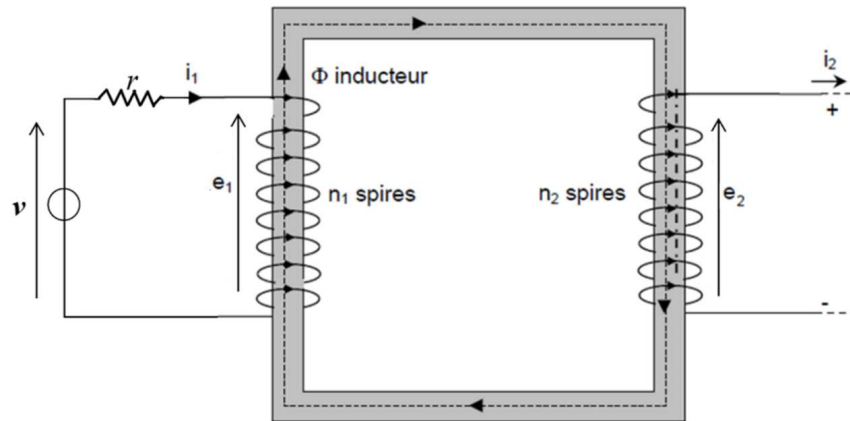 r
i₁
Φ inducteur
i₂
+
v
e₁
n₁ spires
n₂ spires
e₂
-